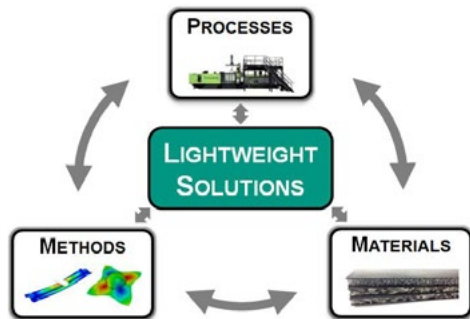 PROCESSES
LIGHTWEIGHT
SOLUTIONS
METHODS
MATERIALS